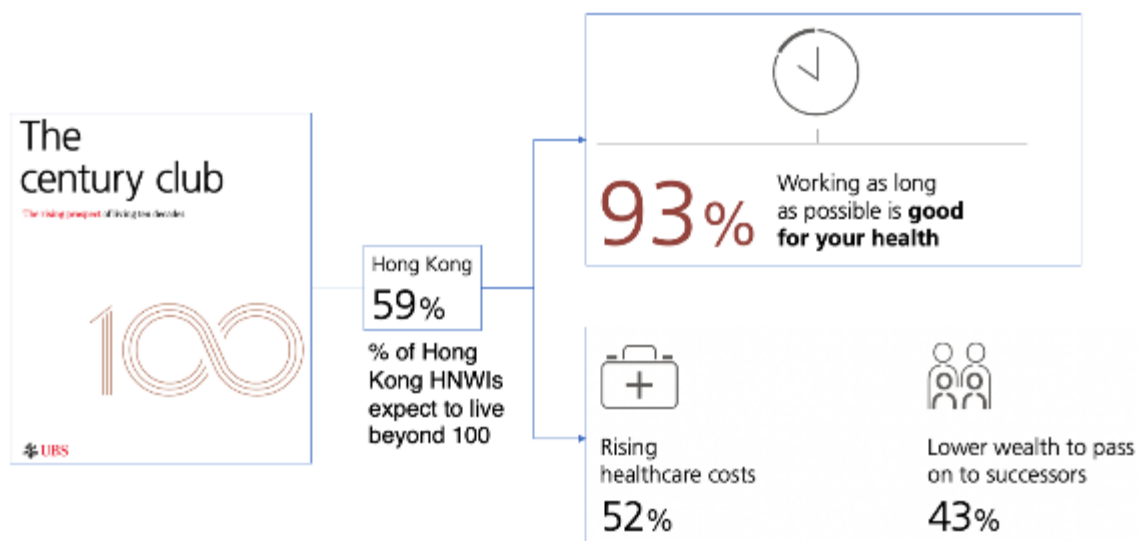 The
century club
The rising prospect of living ten decades
100
UBS
Hong Kong
59%
% of Hong
Kong HNWIs
expect to live
beyond 100
93%
Working as long
as possible is good
for your health
Rising
healthcare costs
52%
Lower wealth to pass
on to successors
43%